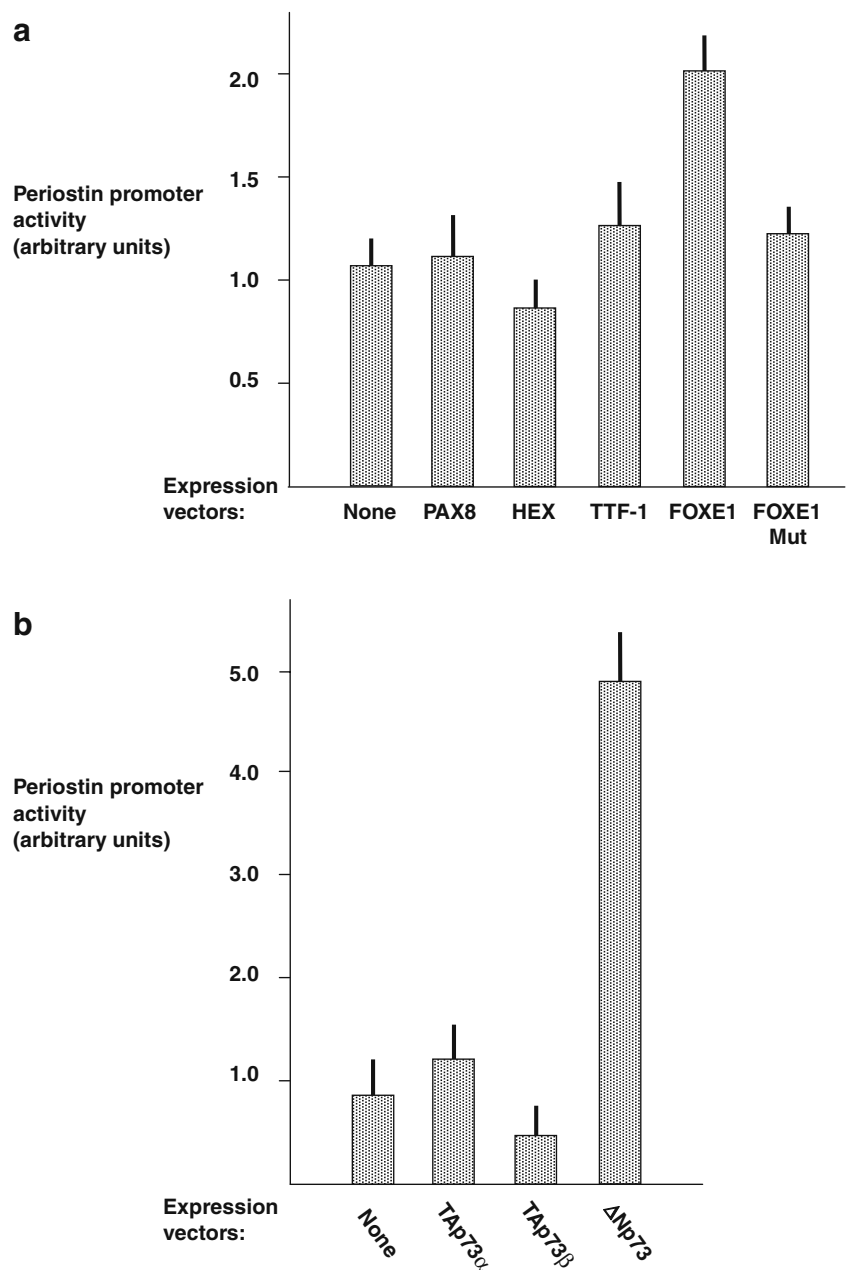 a
2.0
1.5
Periostin promoter
activity
(arbitrary units)
1.0
0.5
Expression
vectors:
None PAX8 HEX TTF-1 FOXE1 FOXE1
Mut
b
5.0
4.0
Periostin promoter
activity
(arbitrary units)
3.0
2.0
1.0
Expression
vectors:
None TAp73α TAp73β ΔNp73